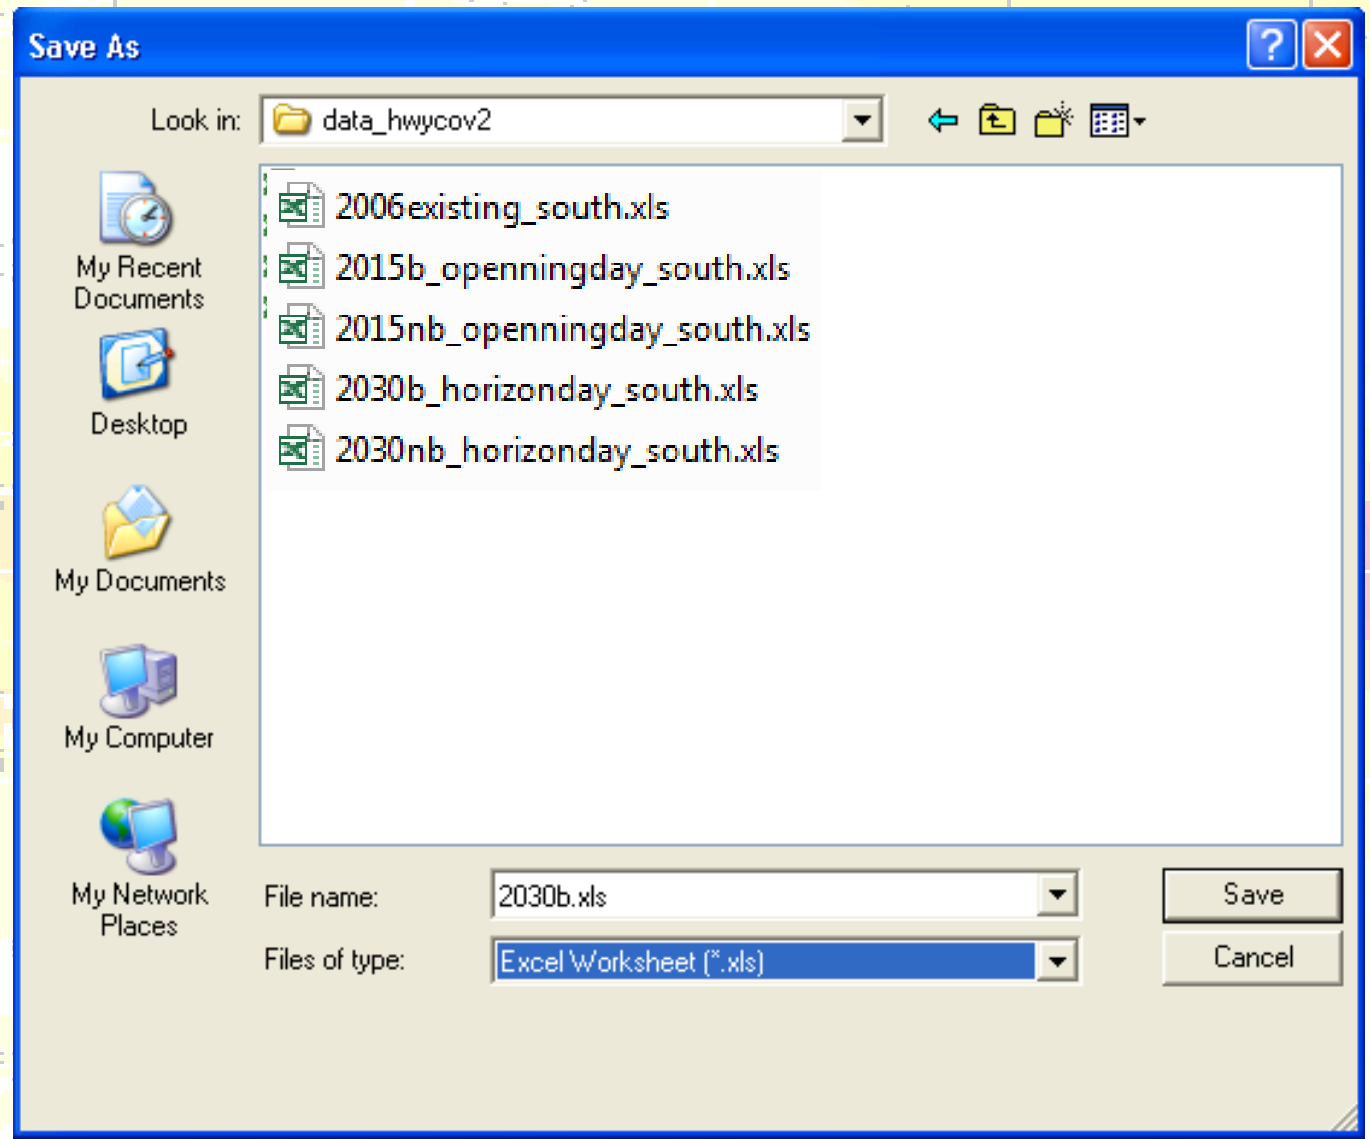 Save As
?
Look in:
data_hwycov2
2006existing_south.xls
2015b_openningday_south.xls
2015nb_openningday_south.xls
2030b_horizonday_south.xls
2030nb_horizonday_south.xls
My Recent
Documents
Desktop
My Documents
My Computer
My Network
Places
File name:
2030b.xls
Save
Files of type:
Excel Worksheet (*.xls)
Cancel